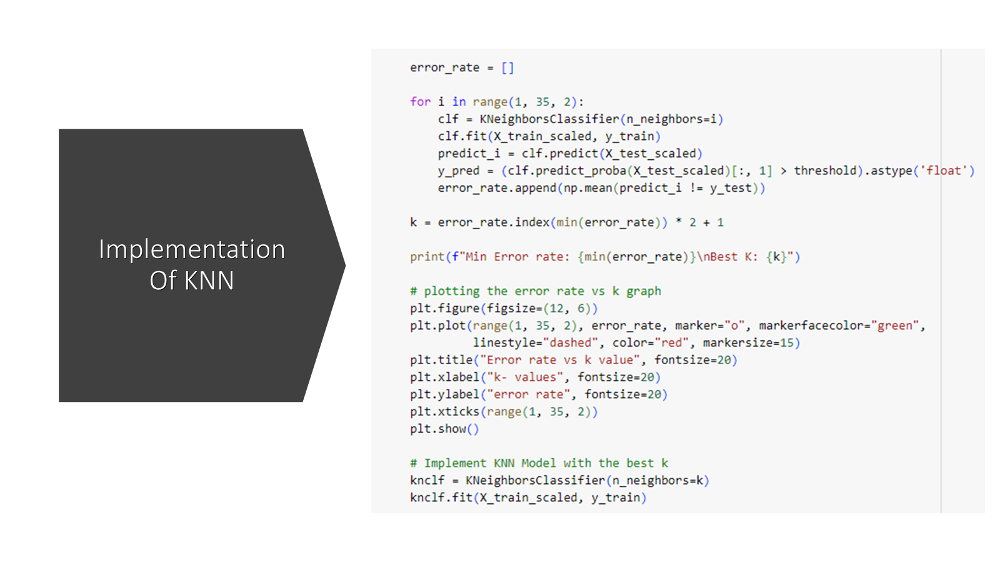 Implementation
Of KNN
error_rate = []
for i in range(1, 35, 2):
    clf = KNeighborsClassifier(n_neighbors=i)
    clf.fit(X_train_scaled, y_train)
    predict_i = clf.predict(X_test_scaled)
    y_pred = (clf.predict_proba(X_test_scaled)[:, 1] > threshold).astype('float')
    error_rate.append(np.mean(predict_i != y_test))
k = error_rate.index(min(error_rate)) * 2 + 1
print(f"Min Error rate: {min(error_rate)}\nBest K: {k}")
# plotting the error rate vs k graph
plt.figure(figsize=(12, 6))
plt.plot(range(1, 35, 2), error_rate, marker="o", markerfacecolor="green",
         linestyle="dashed", color="red", markersize=15)
plt.title("Error rate vs k value", fontsize=20)
plt.xlabel("k- values", fontsize=20)
plt.ylabel("error rate", fontsize=20)
plt.xticks(range(1, 35, 2))
plt.show()
# Implement KNN Model with the best k
knclf = KNeighborsClassifier(n_neighbors=k)
knclf.fit(X_train_scaled, y_train)